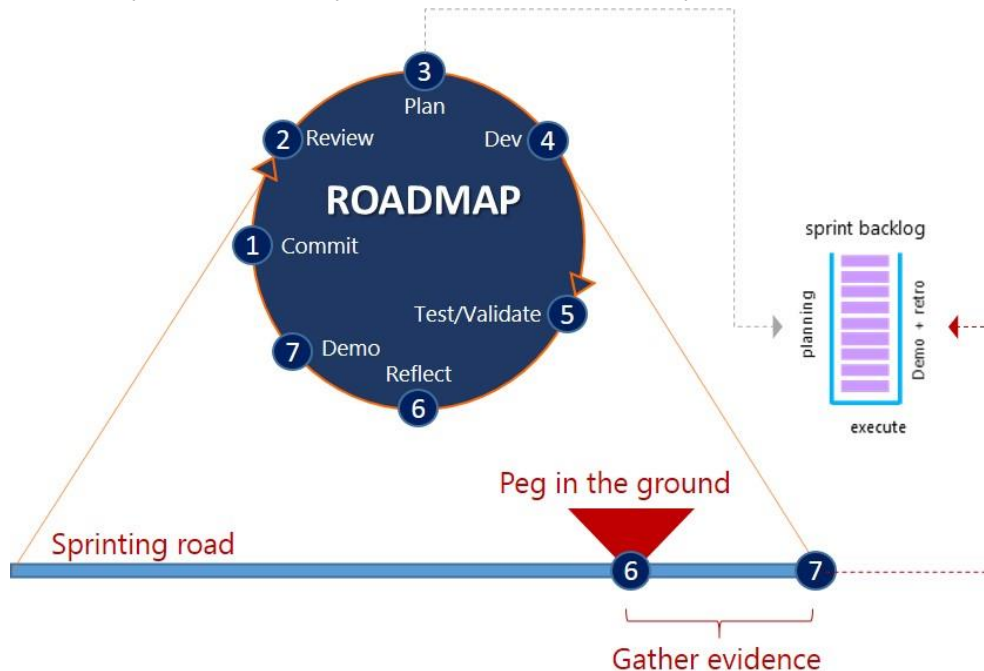 3
Plan
2 Review
Dev 4
ROADMAP
1 Commit
Test/Validate 5
7 Demo
Reflect
6
sprint backlog
planning
Demo + retro
execute
Peg in the ground
Sprinting road
6
7
Gather evidence